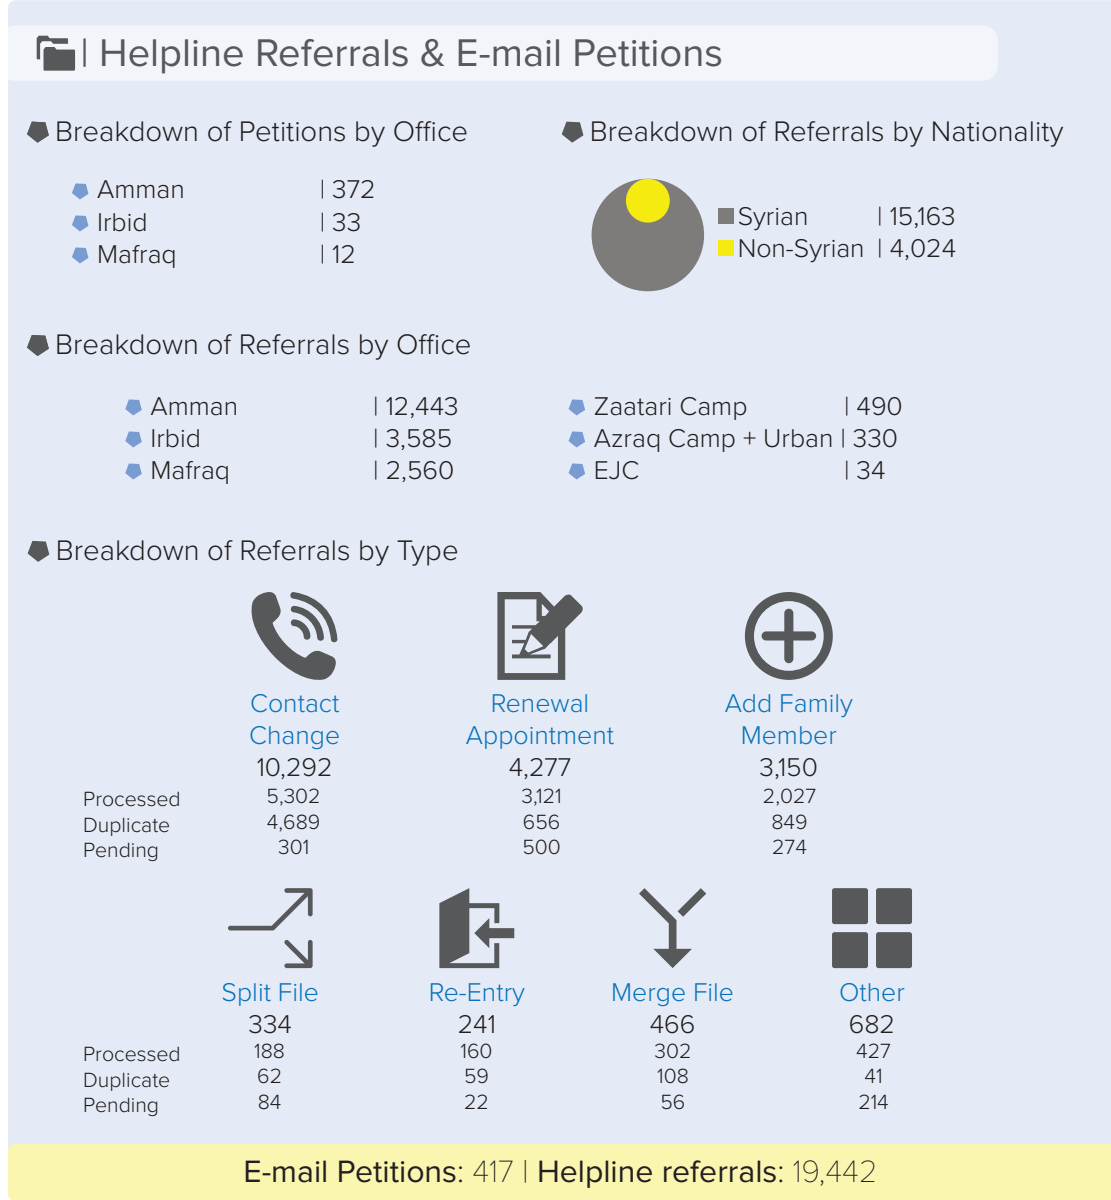 | Helpline Referrals & E-mail Petitions
Breakdown of Petitions by Office
Amman | 372
Irbid | 33
Mafraq | 12
Breakdown of Referrals by Nationality
Syrian | 15,163
Non-Syrian | 4,024
Breakdown of Referrals by Office
Amman | 12,443
Irbid | 3,585
Mafraq | 2,560
Zaatari Camp | 490
Azraq Camp + Urban | 330
EJC | 34
Breakdown of Referrals by Type
Contact Renewal Add Family
Change Appointment Member
10,292 4,277 3,150
Processed 5,302 3,121 2,027
Duplicate 4,689 656 849
Pending 301 500 274
Split File Re-Entry Merge File Other
334 241 466 682
Processed 188 160 302 427
Duplicate 62 59 108 41
Pending 84 22 56 214
E-mail Petitions: 417 | Helpline referrals: 19,442